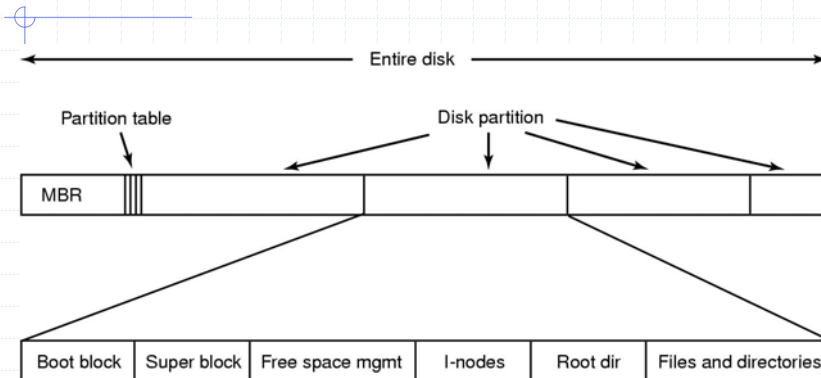 Entire disk
Partition table
Disk partition
MBR
Boot block
Super block
Free space mgmt
I-nodes
Root dir
Files and directories